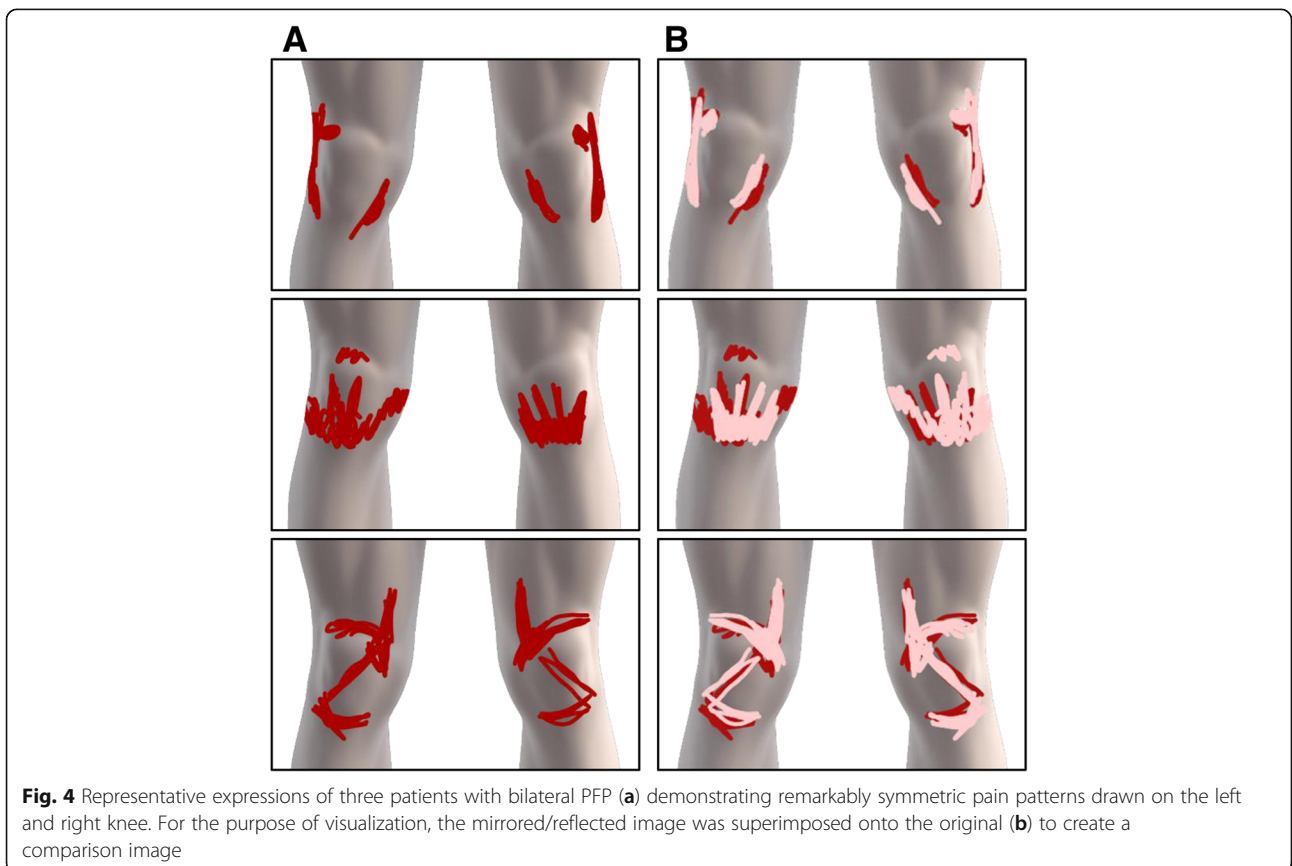 A
B
Fig. 4 Representative expressions of three patients with bilateral PFP (a) demonstrating remarkably symmetric pain patterns drawn on the left
and right knee. For the purpose of visualization, the mirrored/reflected image was superimposed onto the original (b) to create a
comparison image